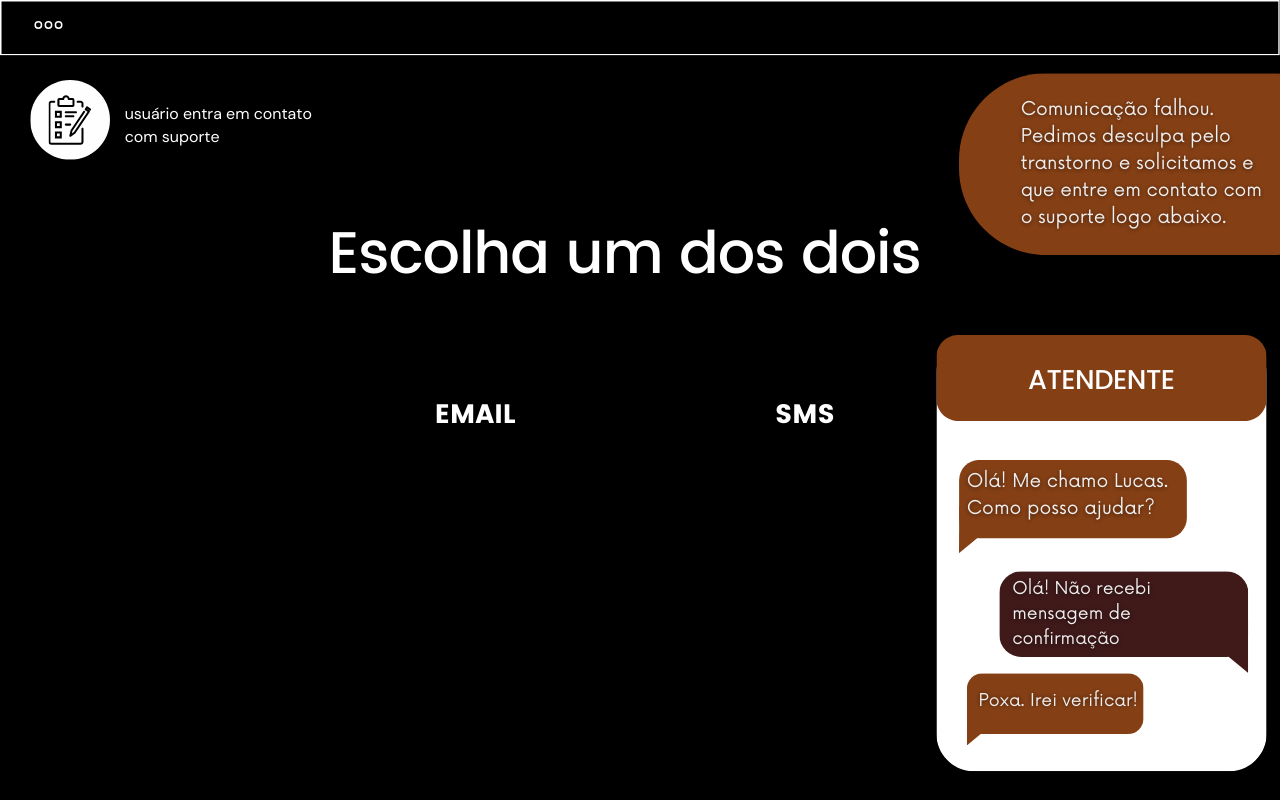 usuário entra em contato
com suporte
Comunicação falhou.
Pedimos desculpa pelo
transtorno e solicitamos e
que entre em contato com
o suporte logo abaixo.
Escolha um dos dois
EMAIL
SMS
ATENDENTE
Olá! Me chamo Lucas.
Como posso ajudar?
Olá! Não recebi
mensagem de
confirmação
Poxa. Irei verificar!